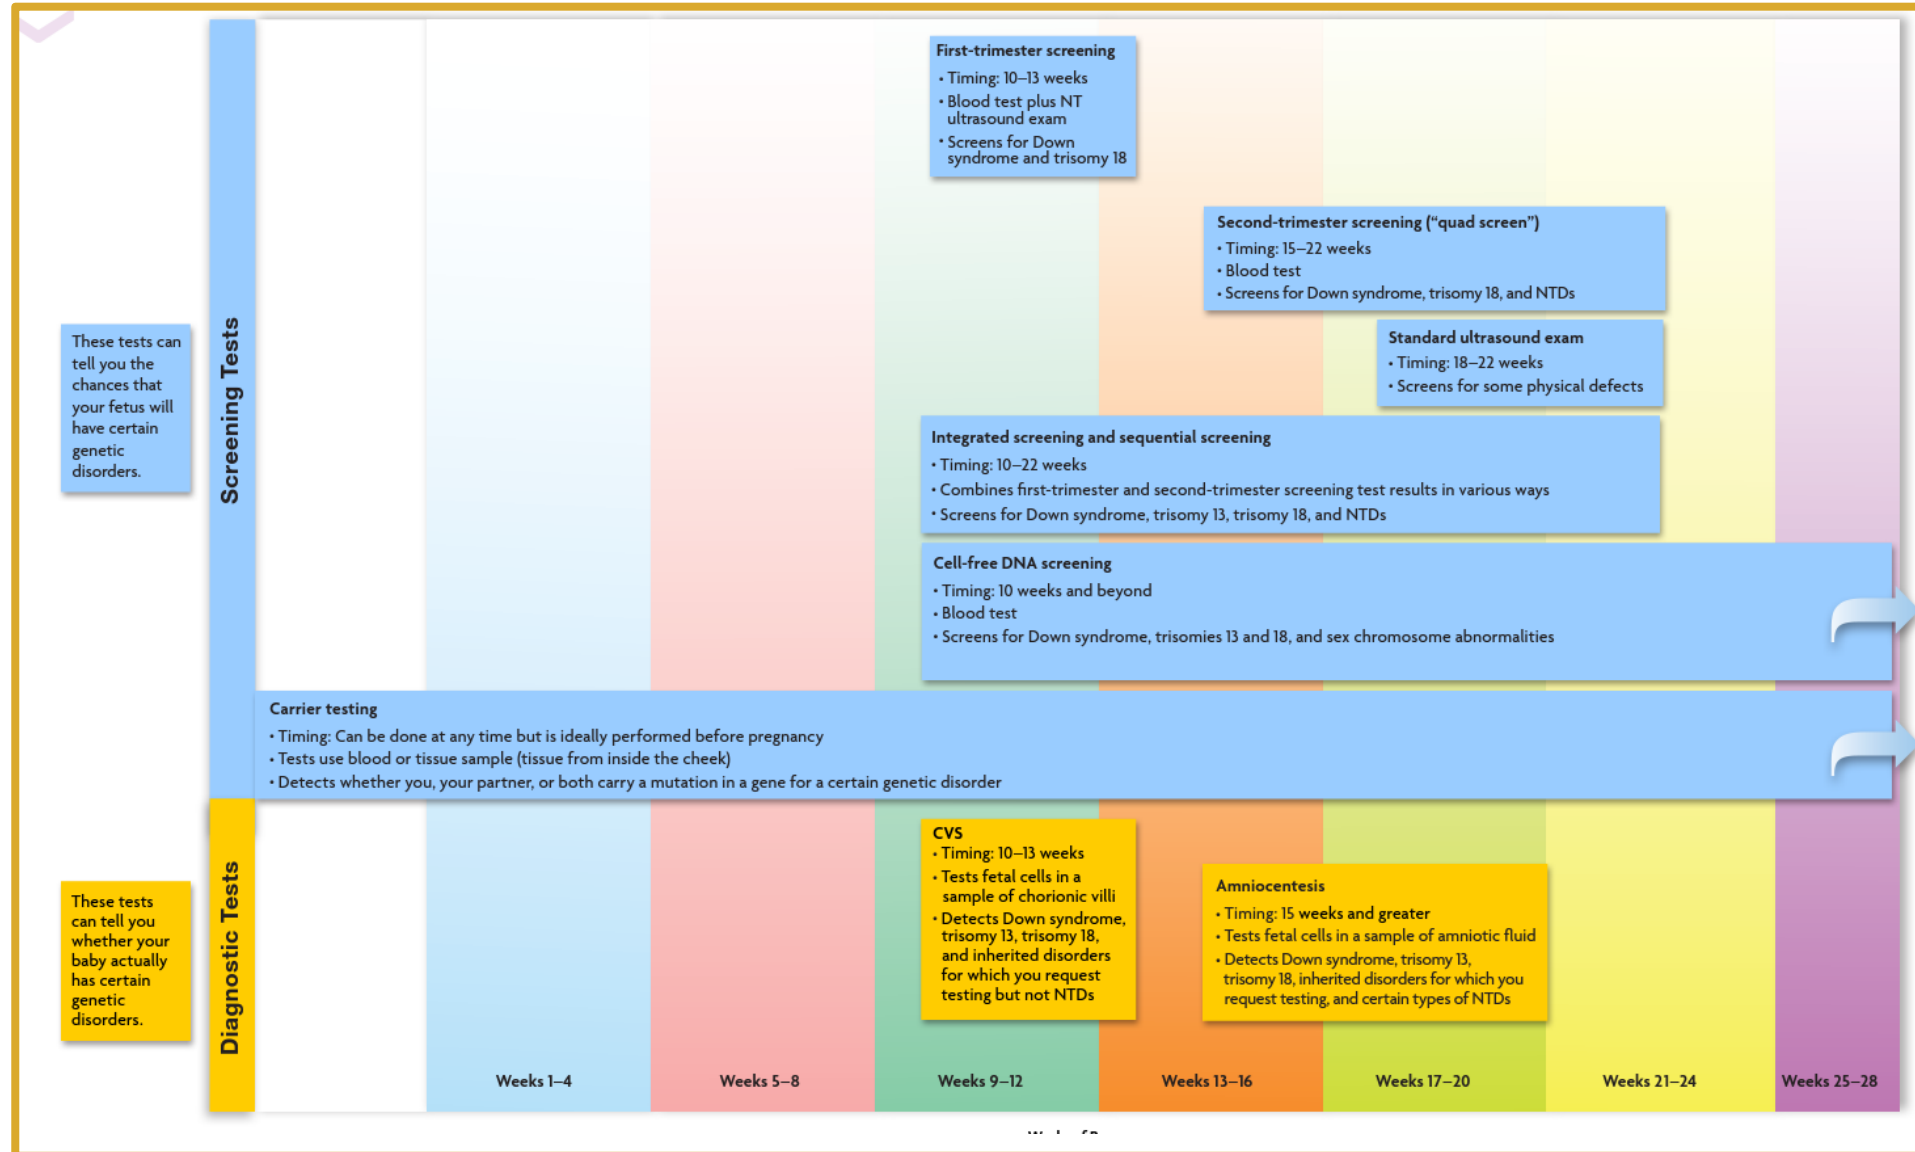 First-trimester screening
• Timing: 10–13 weeks
• Blood test plus NT
ultrasound exam
• Screens for Down
syndrome and trisomy 18
Second-trimester screening (“quad screen”)
• Timing: 15–22 weeks
• Blood test
• Screens for Down syndrome, trisomy 18, and NTDs
Standard ultrasound exam
• Timing: 18–22 weeks
• Screens for some physical defects
Screening Tests
These tests can
tell you the
chances that
your fetus will
have certain
genetic
disorders.
Integrated screening and sequential screening
• Timing: 10–22 weeks
• Combines first-trimester and second-trimester screening test results in various ways
• Screens for Down syndrome, trisomy 13, trisomy 18, and NTDs
Cell-free DNA screening
• Timing: 10 weeks and beyond
• Blood test
• Screens for Down syndrome, trisomies 13 and 18, and sex chromosome abnormalities
Carrier testing
• Timing: Can be done at any time but is ideally performed before pregnancy
• Tests use blood or tissue sample (tissue from inside the cheek)
• Detects whether you, your partner, or both carry a mutation in a gene for a certain genetic disorder
Diagnostic Tests
These tests
can tell you
whether your
baby actually
has certain
genetic
disorders.
CVS
• Timing: 10–13 weeks
• Tests fetal cells in a
sample of chorionic villi
• Detects Down syndrome,
trisomy 13, trisomy 18,
and inherited disorders
for which you request
testing but not NTDs
Amniocentesis
• Timing: 15 weeks and greater
• Tests fetal cells in a sample of amniotic fluid
• Detects Down syndrome, trisomy 13,
trisomy 18, inherited disorders for which you
request testing, and certain types of NTDs
Weeks 1–4 Weeks 5–8 Weeks 9–12 Weeks 13–16 Weeks 17–20 Weeks 21–24 Weeks 25–28